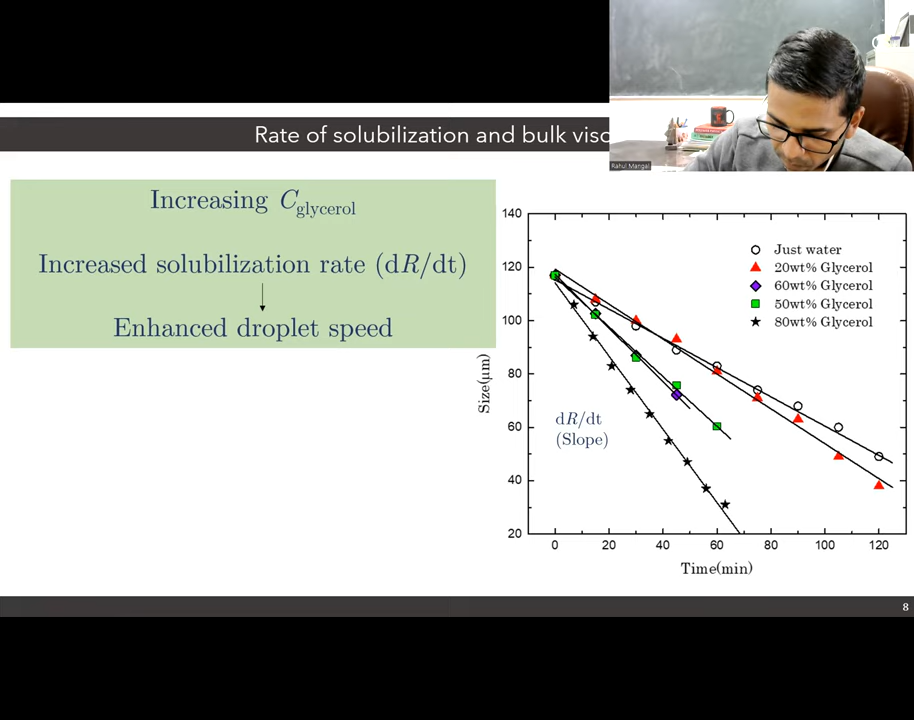 Rate of solubilization and bulk
Rahul Mangal
Increasing C glycerol
Increased solubilization rate (dR/dt)
Enhanced droplet speed
140
120
100
80
60
40
20
Size(μm)
Just water
20wt% Glycerol
60wt% Glycerol
50wt% Glycerol
80wt% Glycerol
dR/dt
(Slope)
0 20 40 60 80 100 120
Time(min)
8